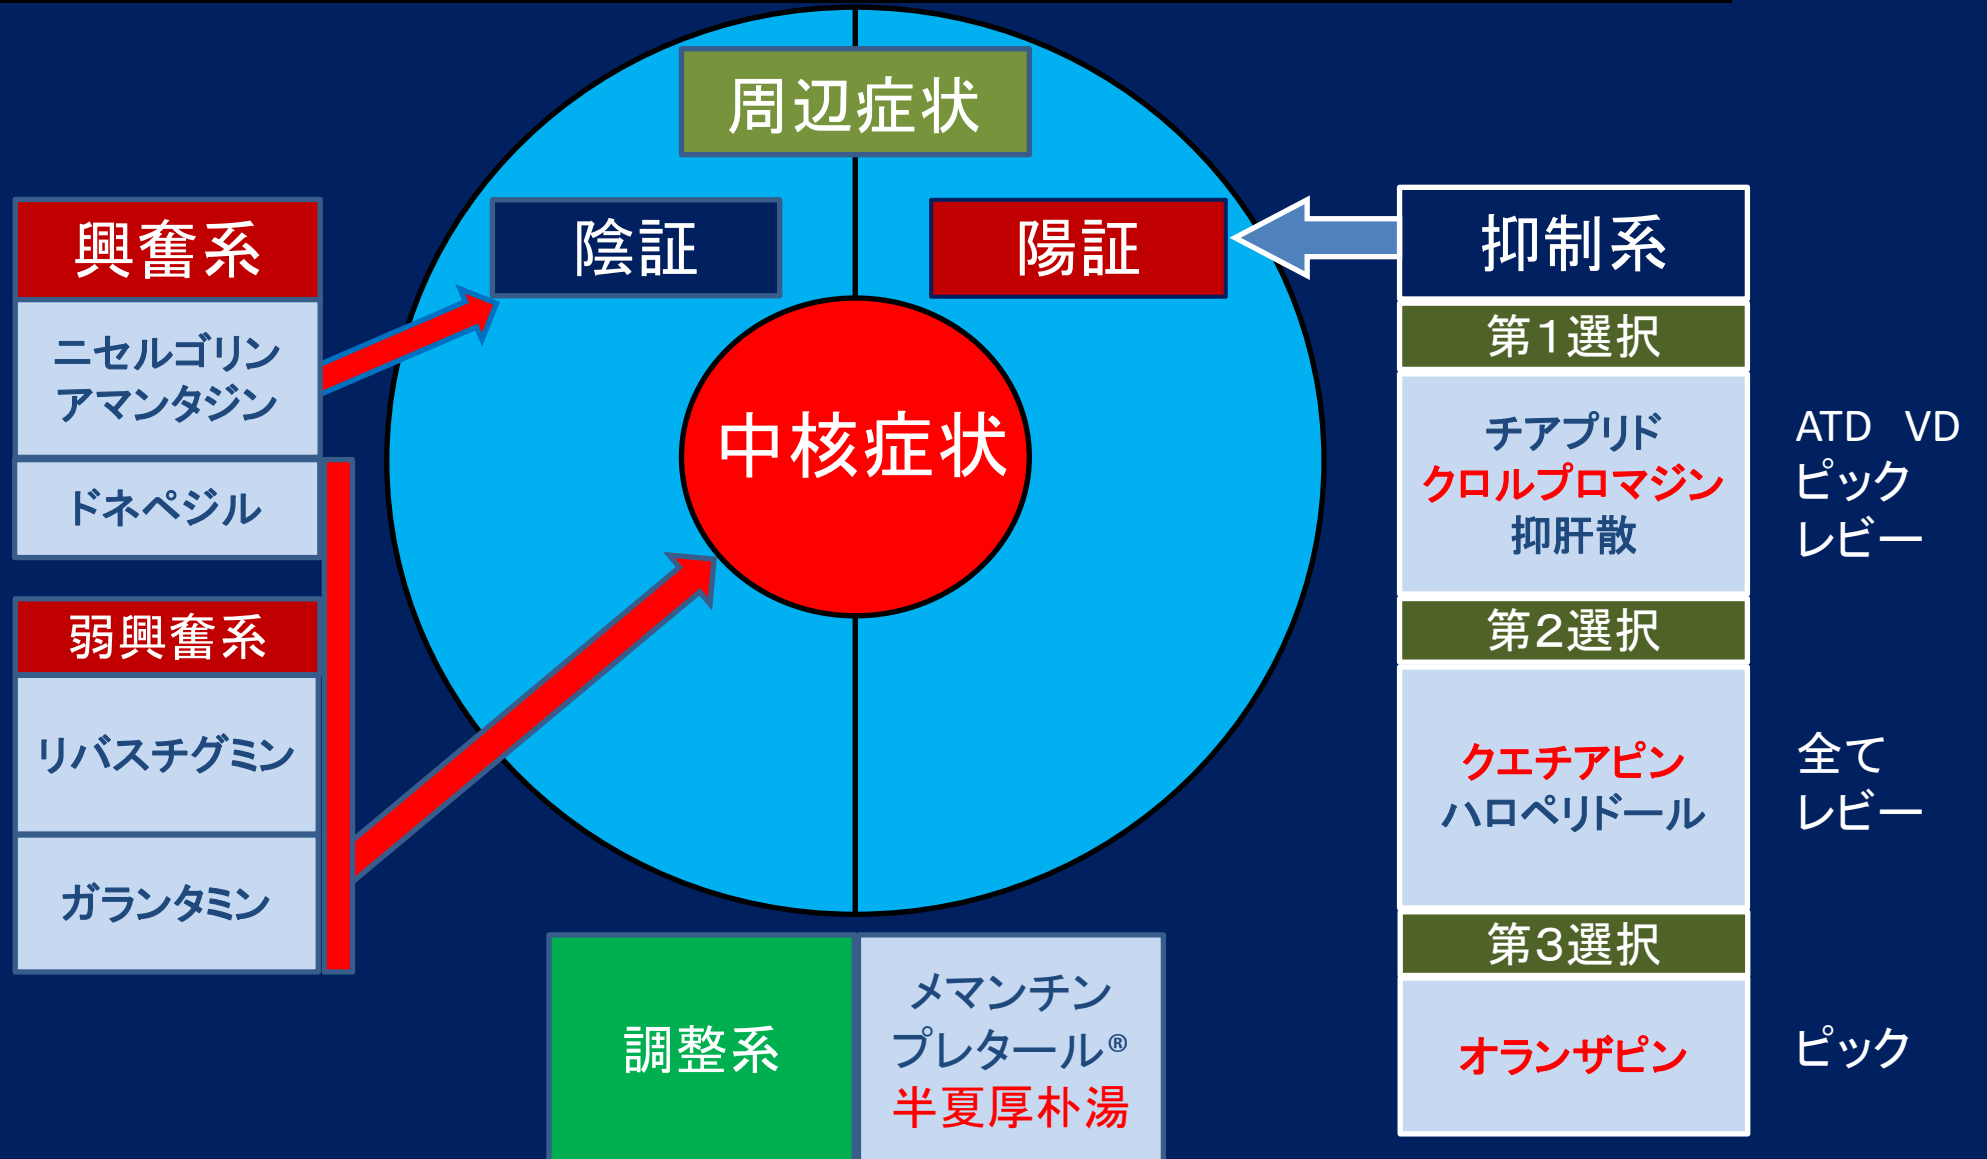 周辺症状
陰証
陽証
中核症状
興奮系
ニセルゴリン
アマンタジン
ドネペジル
弱興奮系
リバスチグミン
ガランタミン
調整系
メマンチン
プレタール®
半夏厚朴湯
抑制系
第1選択
チアプリド
クロルプロマジン
抑肝散
ATD　VD
ピック
レビー
第2選択
クエチアピン
ハロペリドール
全て
レビー
第3選択
オランザピン
ピック